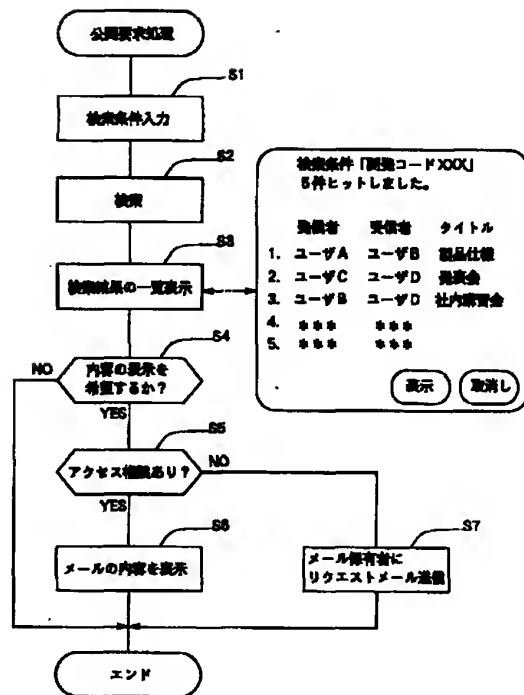 公開要求処理
S1
検索条件入力
S2
検索
S3
検索結果の一覧表示
検索条件「開発コードXXX」
5件ヒットしました。
発信者 受信者 タイトル
1. ユーザA ユーザB 製品仕様
2. ユーザC ユーザD 発表会
3. ユーザB ユーザD 社内講習会
4. *** ***
5. *** ***
表示 取消し
S4
NO
内容の表示を
希望するか？
YES
S5
アクセス権限あり？
NO
YES
S6
メールの内容を表示
S7
メール保有者に
リクエストメール送信
エンド